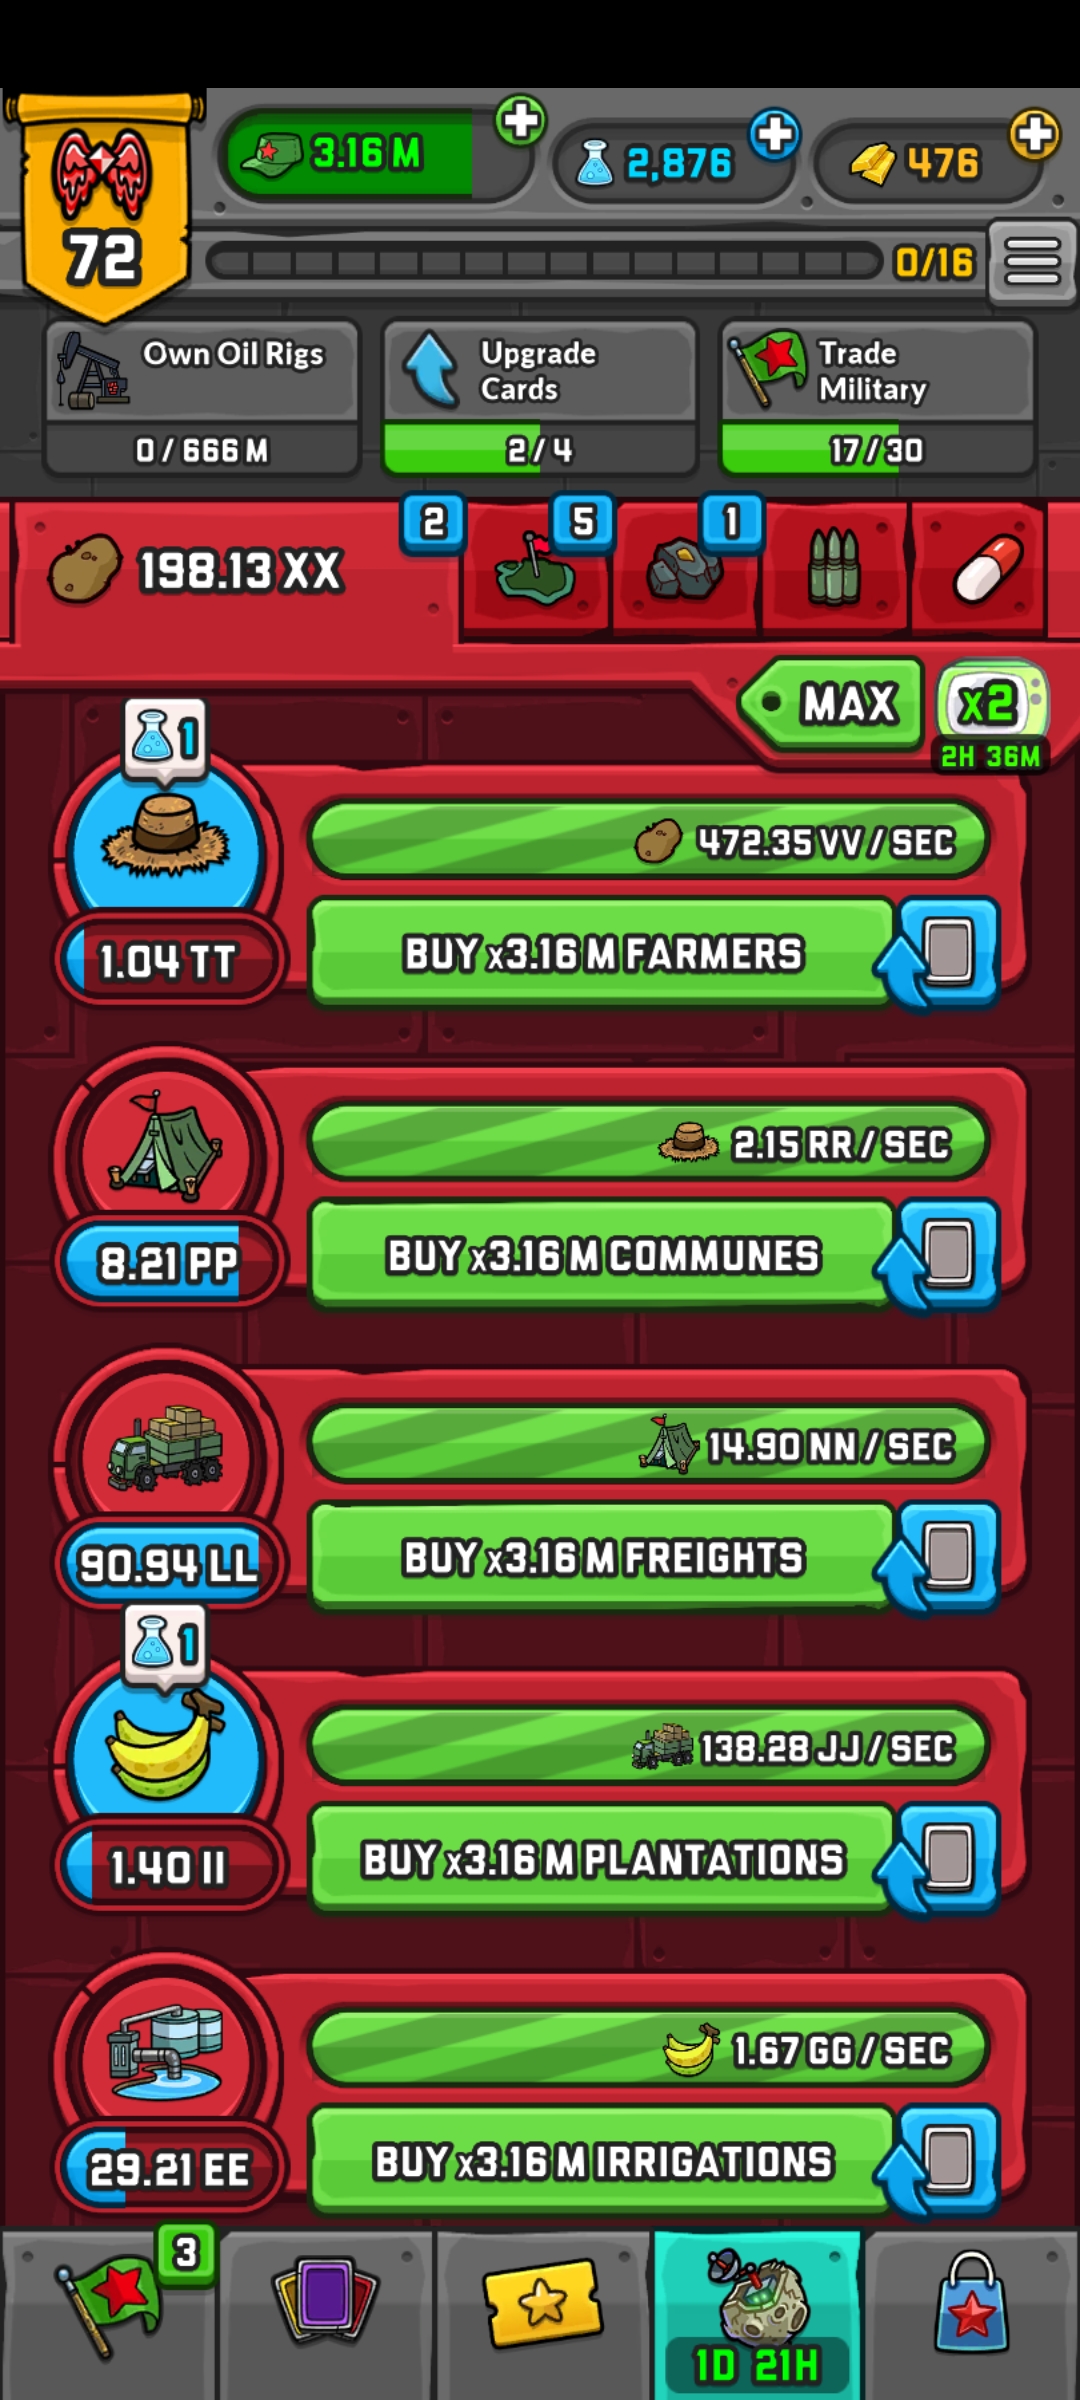 3.16 M
2,876
476
72
0/16
Own Oil Rigs
0 / 666 M
Upgrade
Cards
2 / 4
Trade
Military
17 / 30
198.13 XX
2
5
1
MAX
x2
2H 36M
1
472.35 VV / SEC
1.04 TT
BUY x3.16 M FARMERS
2.15 RR / SEC
8.21 PP
BUY x3.16 M COMMUNES
14.90 NN / SEC
90.94 LL
BUY x3.16 M FREIGHTS
1
138.28 JJ / SEC
1.40 II
BUY x3.16 M PLANTATIONS
1.67 GG / SEC
29.21 EE
BUY x3.16 M IRRIGATIONS
3
1D 21H